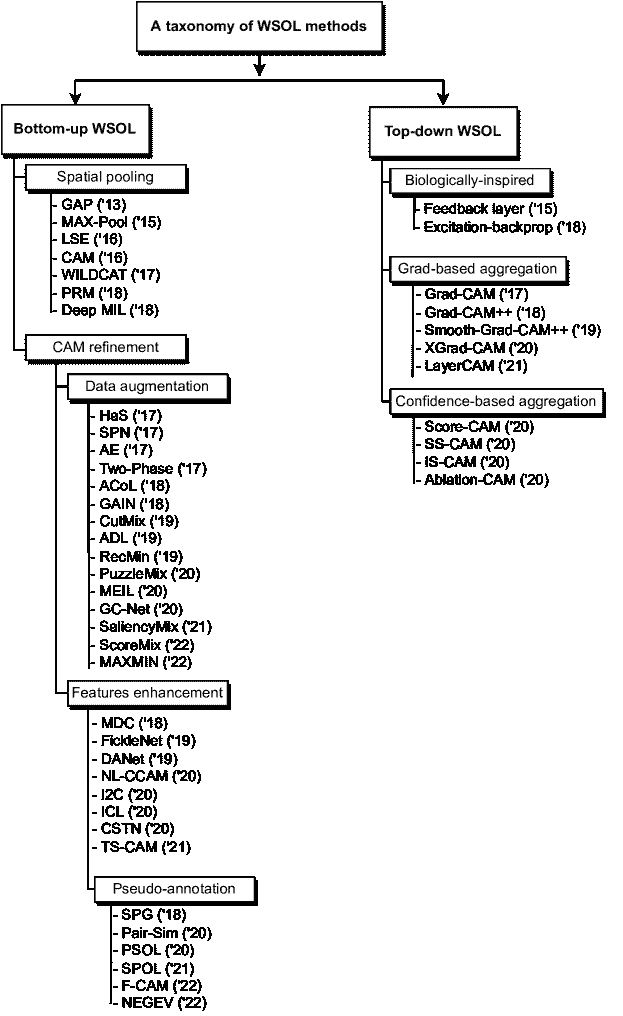 A taxonomy of WSOL methods
Bottom-up WSOL
Spatial pooling
- GAP ('13)
- MAX-Pool ('15)
- LSE ('16)
- CAM ('16)
- WILDCAT ('17)
- PRM ('18)
- Deep MIL ('18)
CAM refinement
Data augmentation
- HaS ('17)
- SPN ('17)
- AE ('17)
- Two-Phase ('17)
- ACoL ('18)
- GAIN ('18)
- CutMix ('19)
- ADL ('19)
- RecMin ('19)
- PuzzleMix ('20)
- MEIL ('20)
- GC-Net ('20)
- SaliencyMix ('21)
- ScoreMix ('22)
- MAXMIN ('22)
Features enhancement
- MDC ('18)
- FickleNet ('19)
- DANet ('19)
- NL-CCAM ('20)
- I2C ('20)
- ICL ('20)
- CSTN ('20)
- TS-CAM ('21)
Pseudo-annotation
- SPG ('18)
- Pair-Sim ('20)
- PSOL ('20)
- SPOL ('21)
- F-CAM ('22)
- NEGEV ('22)
Top-down WSOL
Biologically-inspired
- Feedback layer ('15)
- Excitation-backprop ('18)
Grad-based aggregation
- Grad-CAM ('17)
- Grad-CAM++ ('18)
- Smooth-Grad-CAM++ ('19)
- XGrad-CAM ('20)
- LayerCAM ('21)
Confidence-based aggregation
- Score-CAM ('20)
- SS-CAM ('20)
- IS-CAM ('20)
- Ablation-CAM ('20)